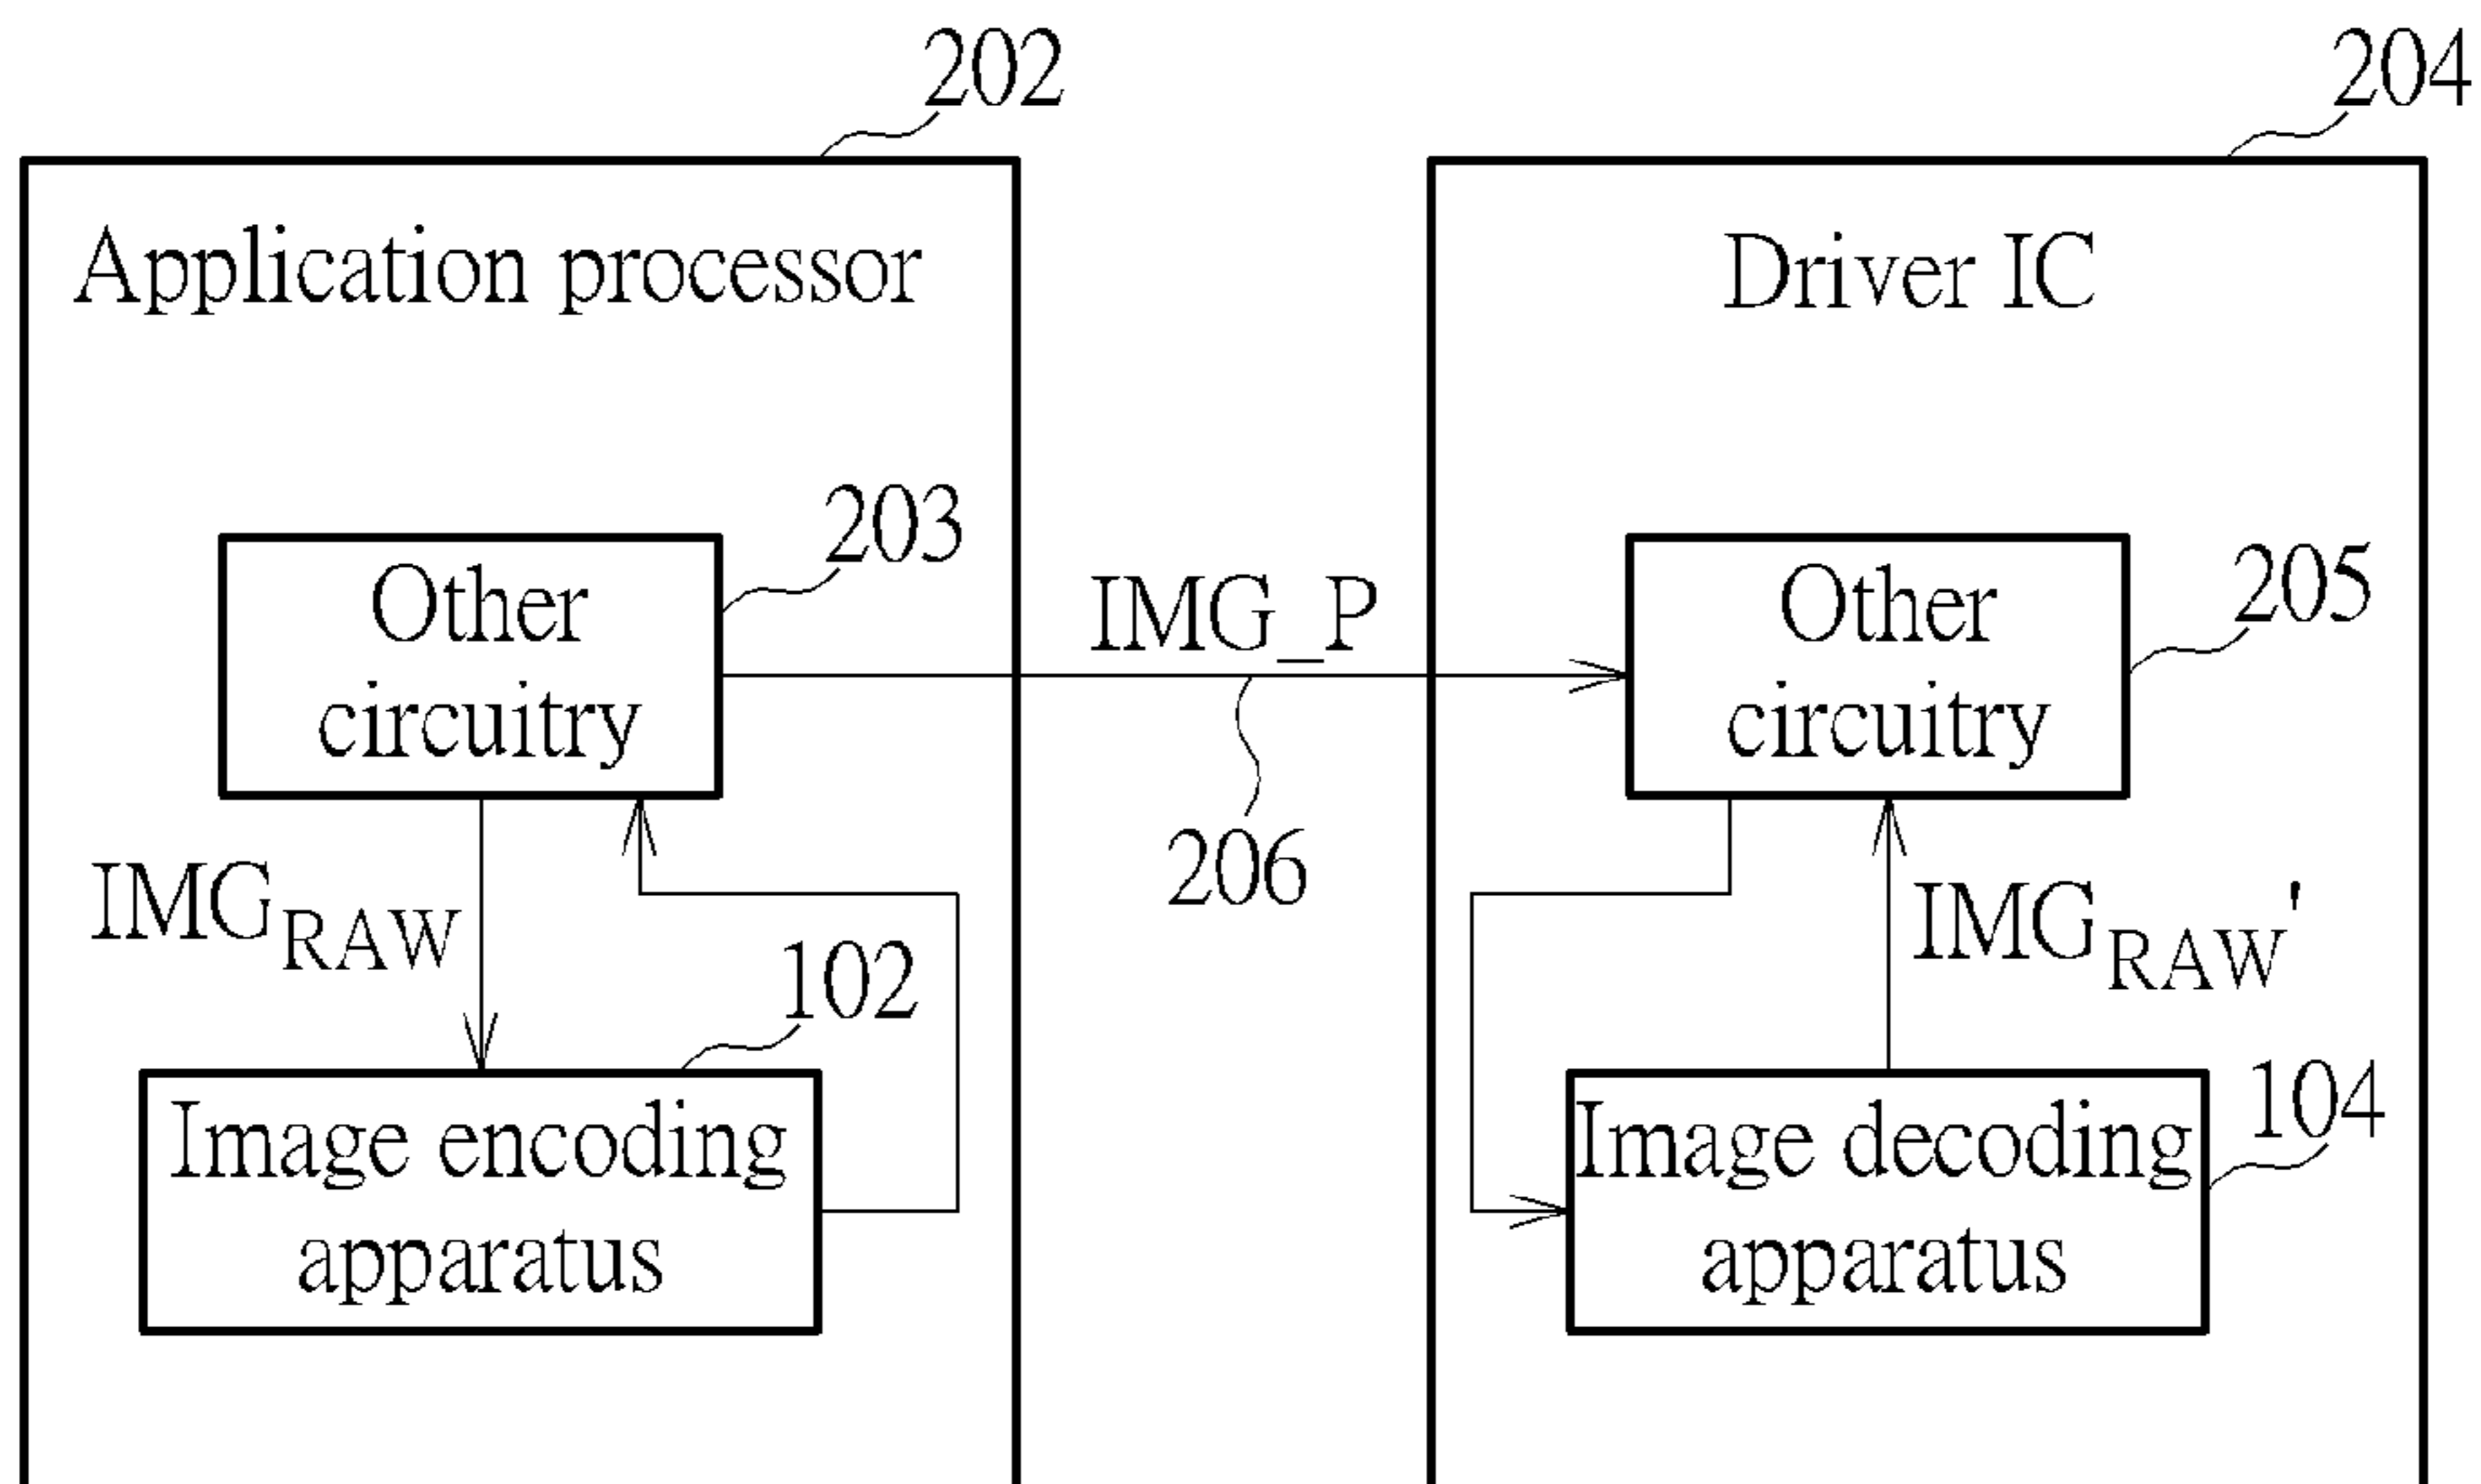 202
204
Application processor
Driver IC
203
Other
circuitry
IMG_P
205
Other
circuitry
206
IMGRAW
IMGRAW'
102
104
Image encoding
apparatus
Image decoding
apparatus